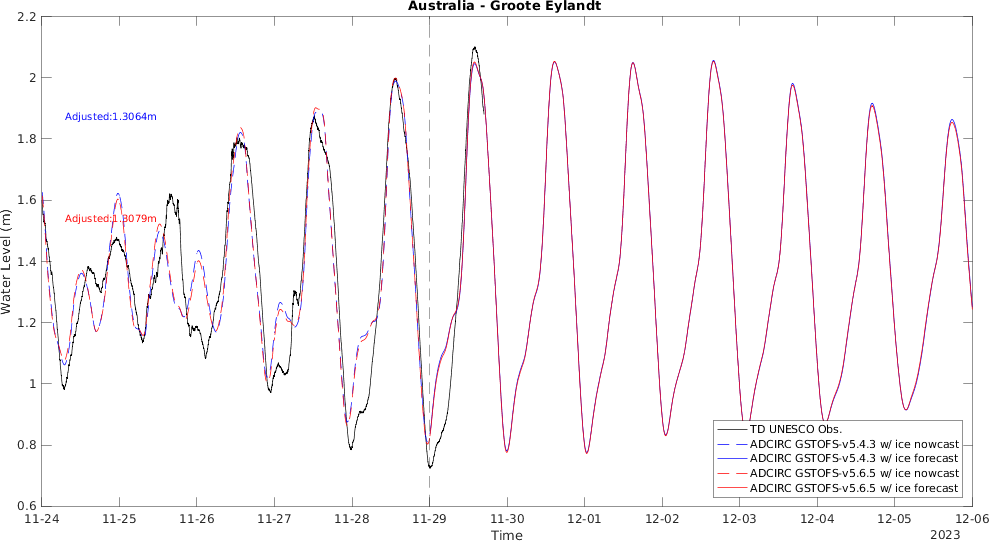 Australia - Groote Eylandt
2.2
2
1.8
1.6
1.4
1.2
1
0.8
0.6
Water Level (m)
Adjusted:1.3064m
Adjusted:1.3079m
TD UNESCO Obs.
ADCIRC GSTOFS-v5.4.3 w/ ice nowcast
ADCIRC GSTOFS-v5.4.3 w/ ice forecast
ADCIRC GSTOFS-v5.6.5 w/ ice nowcast
ADCIRC GSTOFS-v5.6.5 w/ ice forecast
11-24 11-25 11-26 11-27 11-28 11-29 11-30 12-01 12-02 12-03 12-04 12-05 12-06
Time
2023